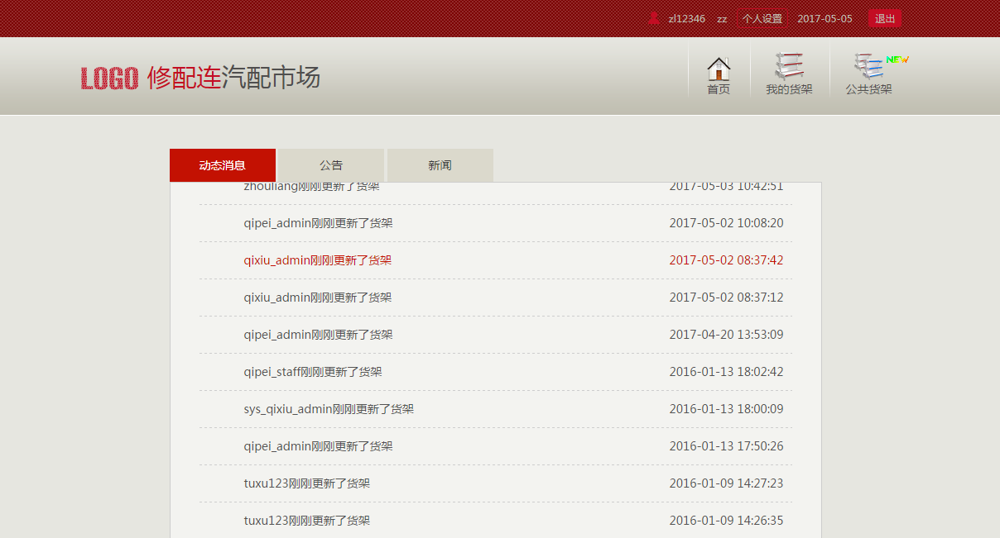 zl12346 zz 个人设置 2017-05-05 退出
LOGO 修配连汽配市场
NEW
首页 我的货架 公共货架
动态消息 公告 新闻
zhouliang刚刚更新了货架 2017-05-03 10:42:51
qipei_admin刚刚更新了货架 2017-05-02 10:08:20
qixiu_admin刚刚更新了货架 2017-05-02 08:37:42
qixiu_admin刚刚更新了货架 2017-05-02 08:37:12
qipei_admin刚刚更新了货架 2017-04-20 13:53:09
qipei_staff刚刚更新了货架 2016-01-13 18:02:42
sys_qixiu_admin刚刚更新了货架 2016-01-13 18:00:09
qipei_admin刚刚更新了货架 2016-01-13 17:50:26
tuxu123刚刚更新了货架 2016-01-09 14:27:23
tuxu123刚刚更新了货架 2016-01-09 14:26:35